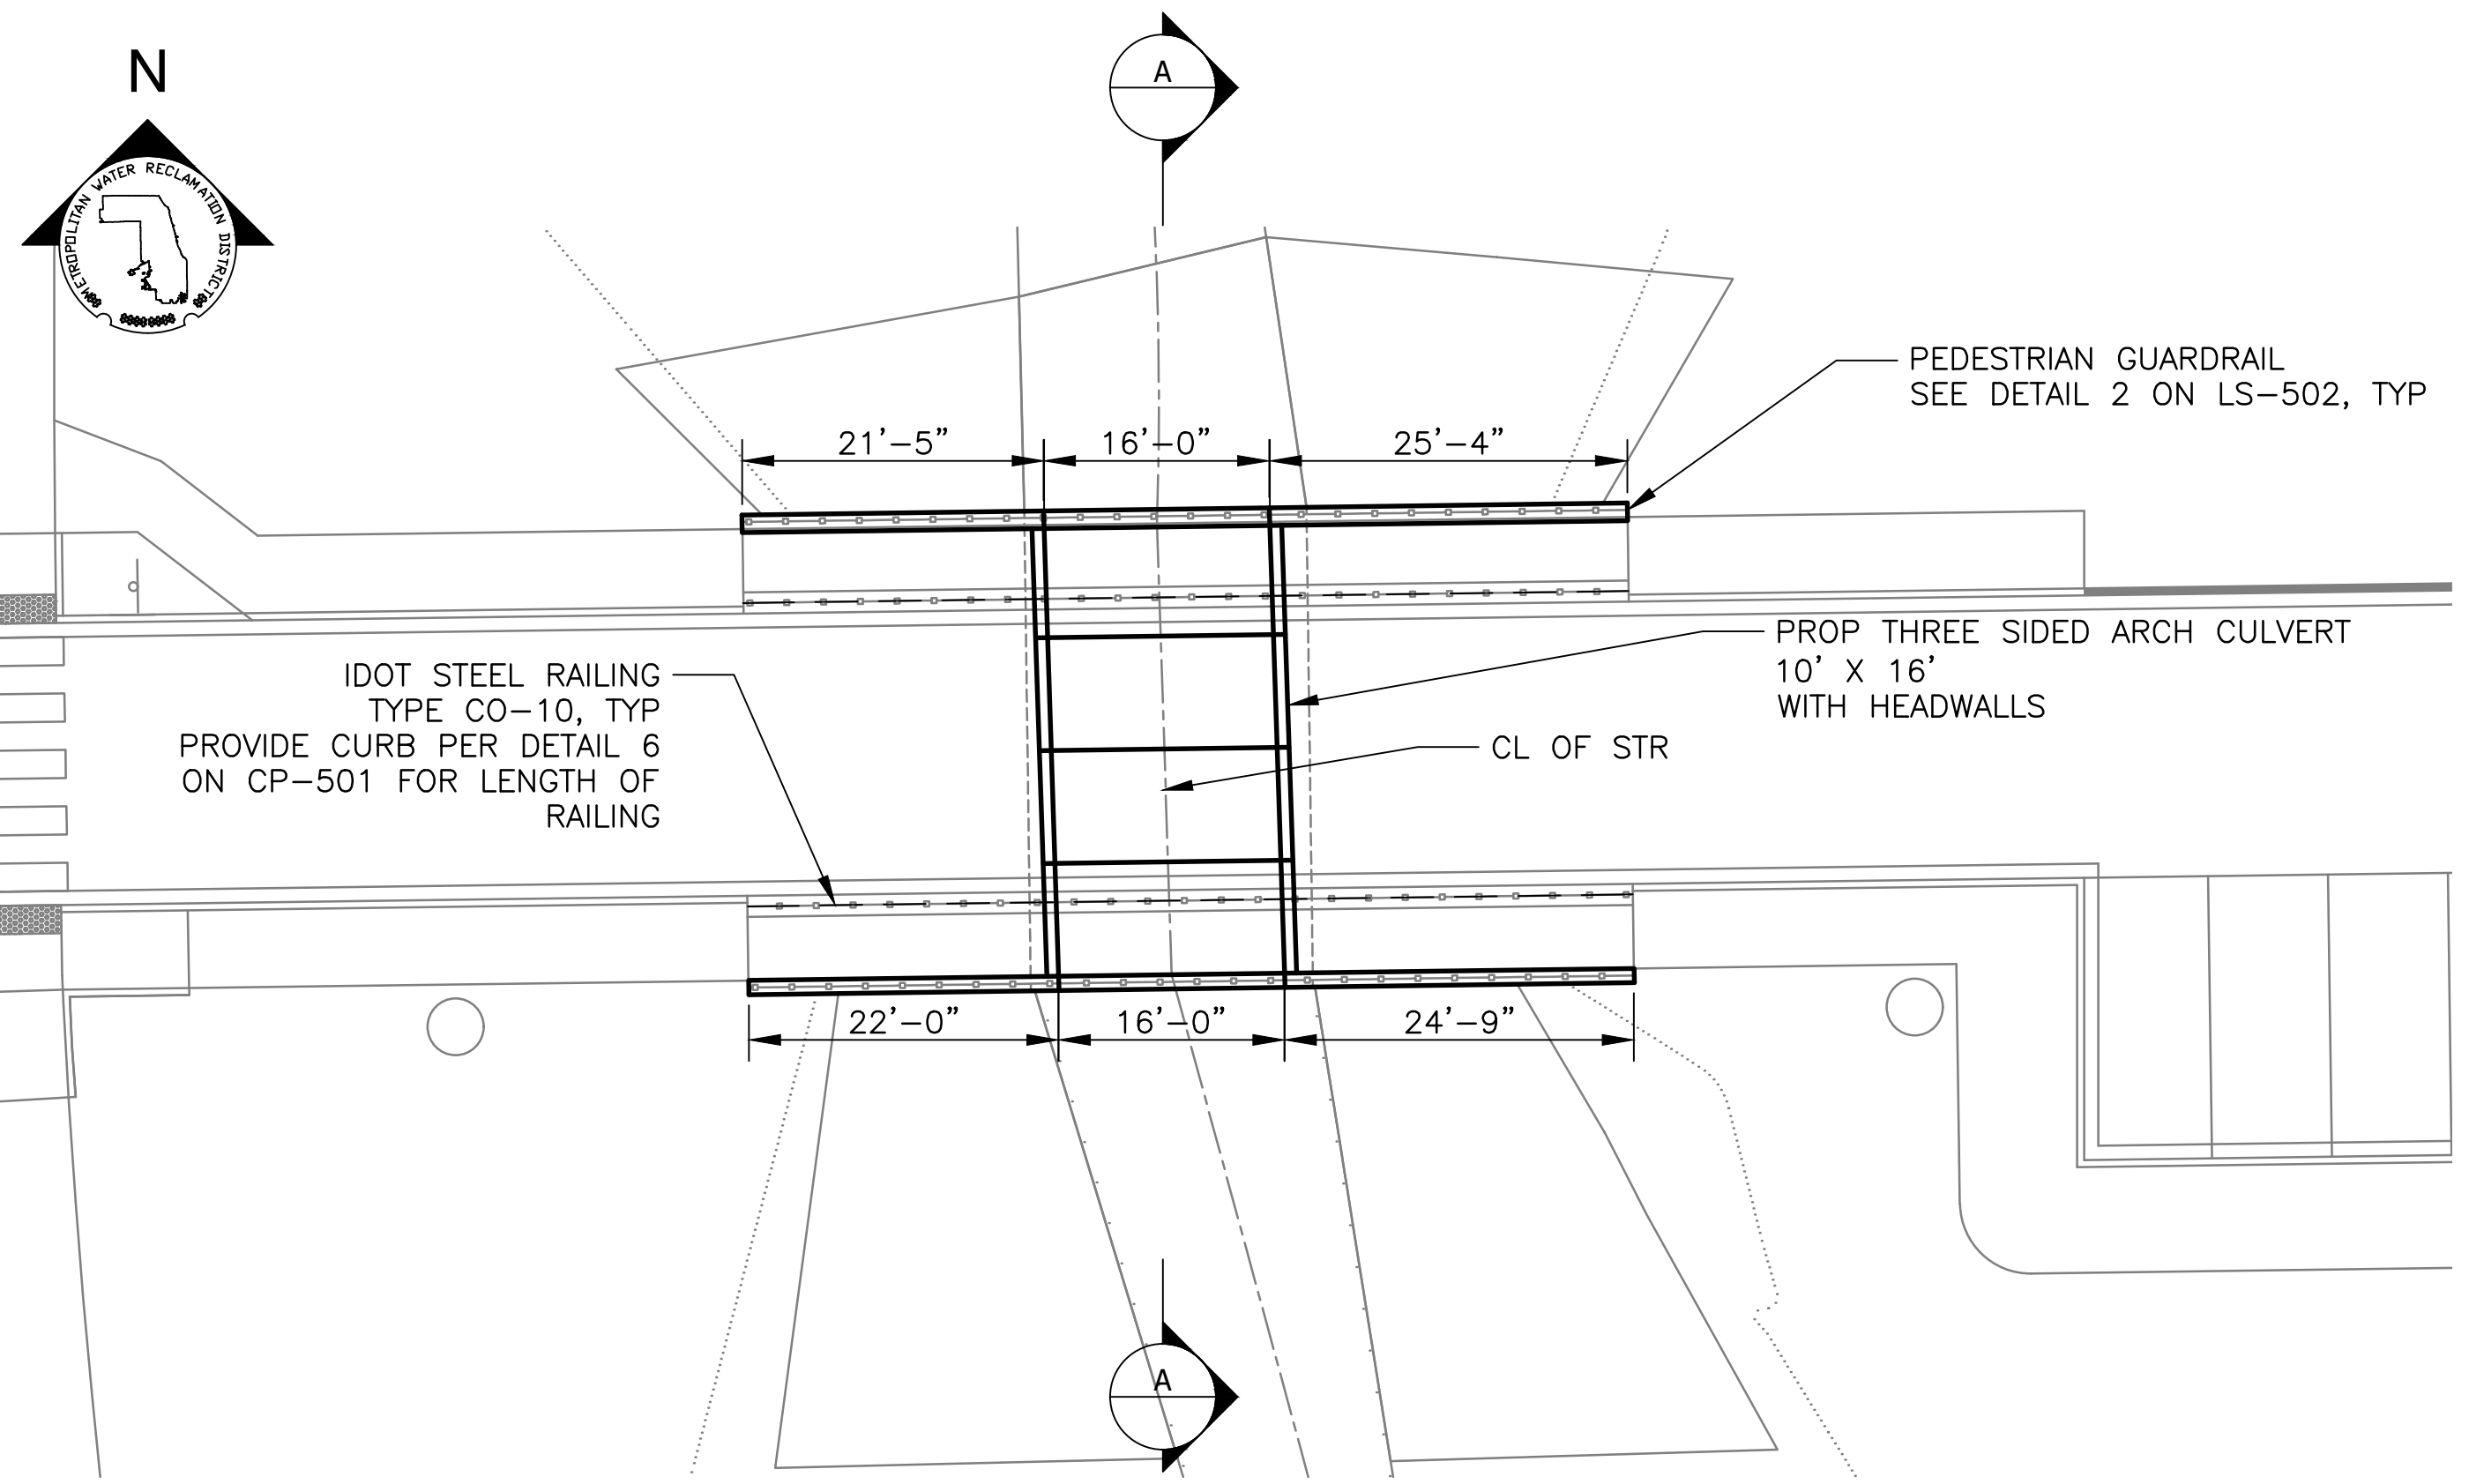 N
METROPOLITAN WATER RECLAMATION DISTRICT
A
PEDESTRIAN GUARDRAIL
SEE DETAIL 2 ON LS-502, TYP
21'-5"
16'-0"
25'-4"
IDOT STEEL RAILING
TYPE CO-10, TYP
PROVIDE CURB PER DETAIL 6
ON CP-501 FOR LENGTH OF
RAILING
PROP THREE SIDED ARCH CULVERT
10' X 16'
WITH HEADWALLS
CL OF STR
22'-0"
16'-0"
24'-9"
A